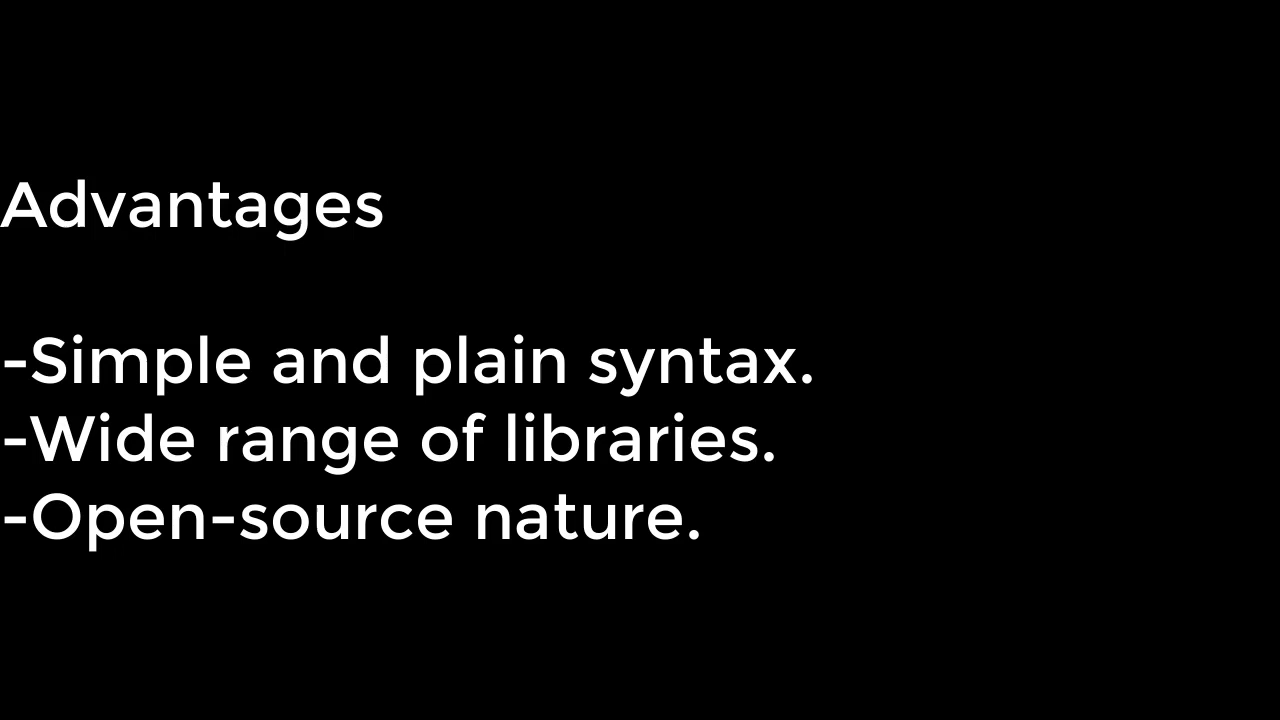 Advantages
-Simple and plain syntax.
-Wide range of libraries.
-Open-source nature.